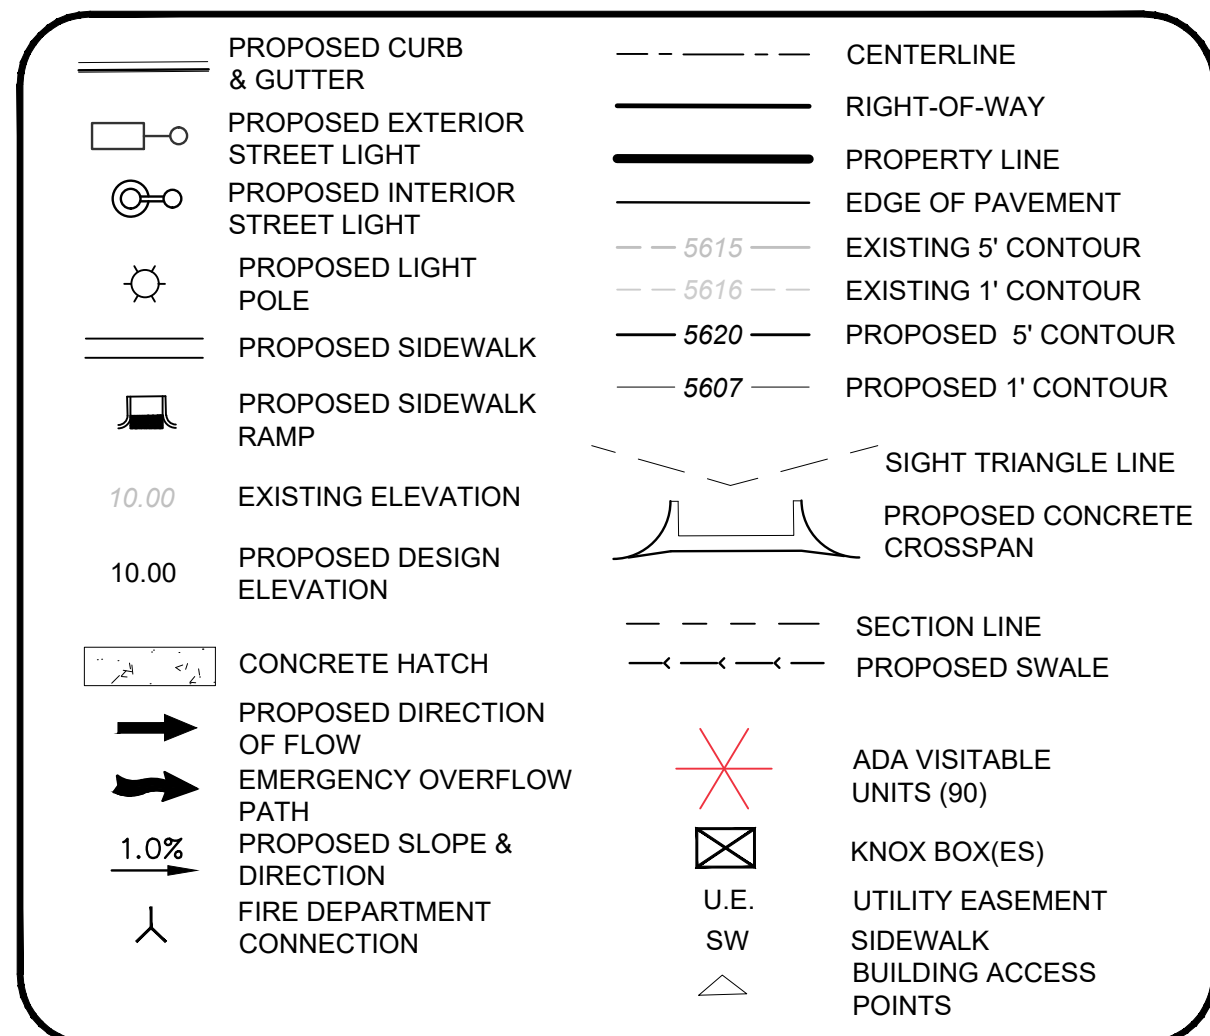 PROPOSED CURB
& GUTTER
PROPOSED EXTERIOR
STREET LIGHT
PROPOSED INTERIOR
STREET LIGHT
PROPOSED LIGHT
POLE
PROPOSED SIDEWALK
PROPOSED SIDEWALK
RAMP
10.00 EXISTING ELEVATION
10.00 PROPOSED DESIGN
ELEVATION
CONCRETE HATCH
PROPOSED DIRECTION
OF FLOW
EMERGENCY OVERFLOW
PATH
1.0% PROPOSED SLOPE &
DIRECTION
FIRE DEPARTMENT
CONNECTION
CENTERLINE
RIGHT-OF-WAY
PROPERTY LINE
EDGE OF PAVEMENT
5615 EXISTING 5' CONTOUR
5616 EXISTING 1' CONTOUR
5620 PROPOSED 5' CONTOUR
5607 PROPOSED 1' CONTOUR
SIGHT TRIANGLE LINE
PROPOSED CONCRETE
CROSSPAN
SECTION LINE
PROPOSED SWALE
ADA VISITABLE
UNITS (90)
KNOX BOX(ES)
U.E. UTILITY EASEMENT
SW SIDEWALK
BUILDING ACCESS
POINTS